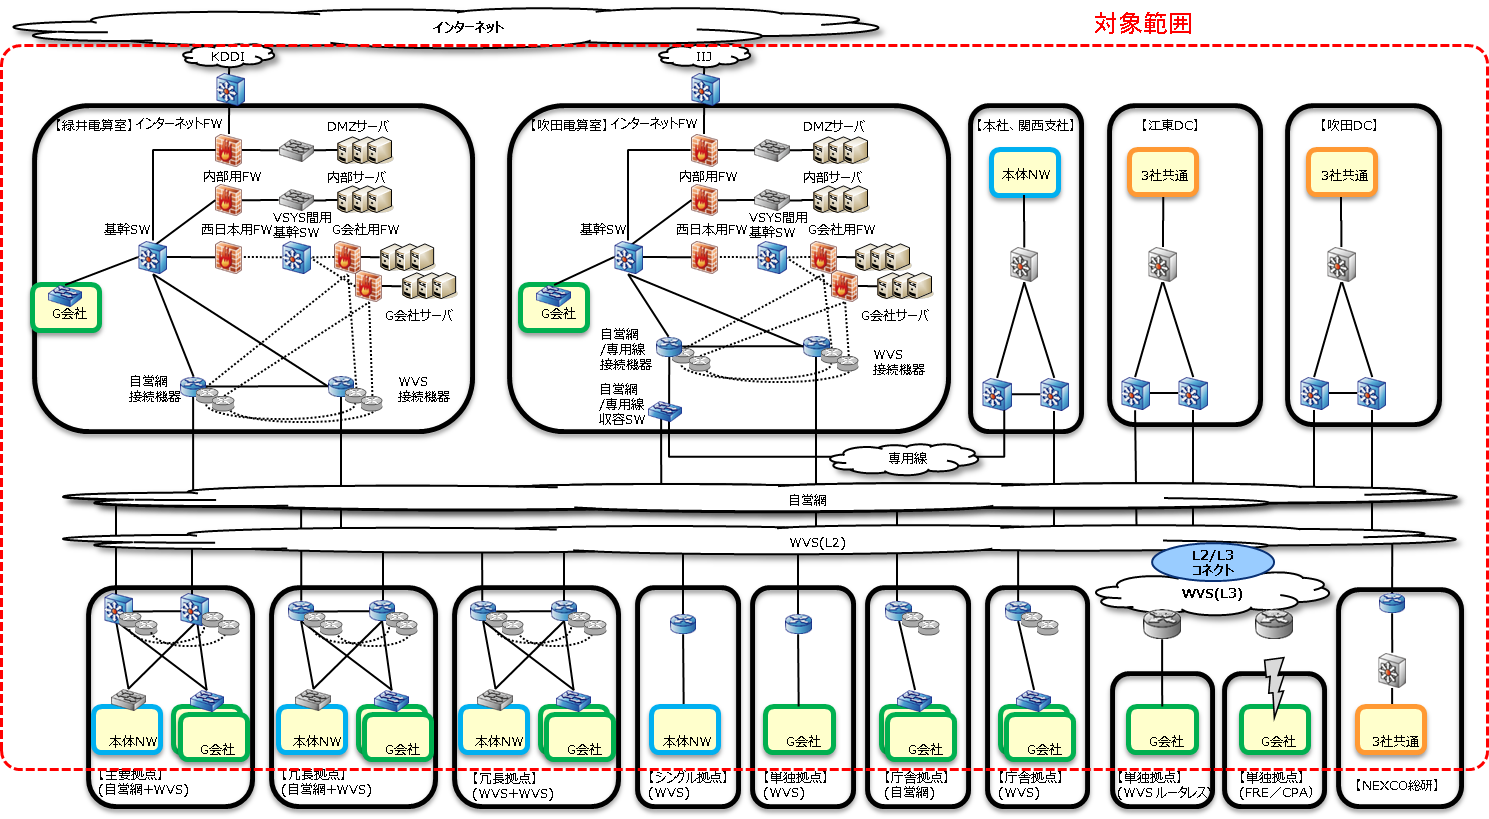 インターネット
対象範囲
KDDI
IIJ
【緑井電算室】インターネットFW
DMZサーバ
内部用FW
内部サーバ
VSYS間用
基幹SW
基幹SW
西日本用FW
G会社用FW
G会社
G会社サーバ
自営網
接続機器
WVS
接続機器
【吹田電算室】インターネットFW
DMZサーバ
内部用FW
内部サーバ
VSYS間用
基幹SW
基幹SW
西日本用FW
G会社用FW
G会社
G会社サーバ
自営網
/専用線
接続機器
WVS
接続機器
自営網
/専用線
収容SW
【本社、関西支社】
本体NW
【江東DC】
3社共通
【吹田DC】
3社共通
専用線
自営網
WVS(L2)
L2/L3
コネクト
WVS(L3)
本体NW
G会社
【主要拠点】
(自営網+WVS)
本体NW
G会社
【冗長拠点】
(自営網+WVS)
本体NW
G会社
【冗長拠点】
(WVS+WVS)
本体NW
【シングル拠点】
(WVS)
G会社
【単独拠点】
(WVS)
G会社
【庁舎拠点】
(自営網)
G会社
【庁舎拠点】
(WVS)
G会社
【単独拠点】
(WVSルータレス)
G会社
【単独拠点】
(FRE／CPA)
3社共通
【NEXCO総研】